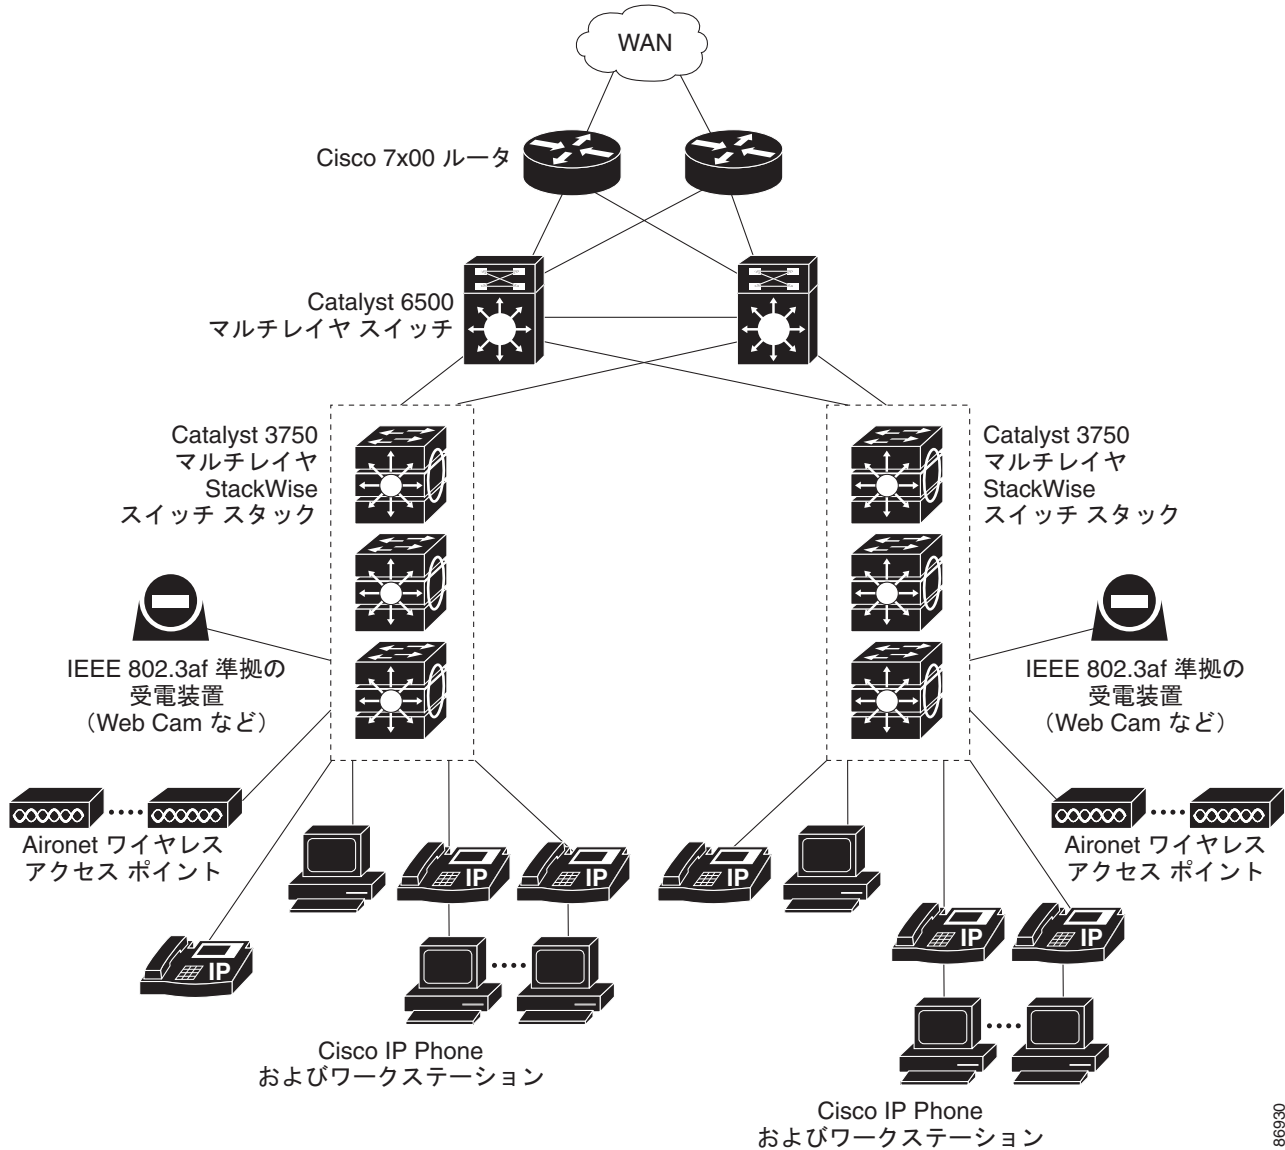 WAN
Cisco 7x00 ルータ
Catalyst 6500
マルチレイヤ スイッチ
Catalyst 3750
マルチレイヤ
StackWise
スイッチ スタック
Catalyst 3750
マルチレイヤ
StackWise
スイッチ スタック
IEEE 802.3af 準拠の
受電装置
（Web Cam など）
IEEE 802.3af 準拠の
受電装置
（Web Cam など）
Aironet ワイヤレス
アクセス ポイント
Aironet ワイヤレス
アクセス ポイント
IP
IP
IP
IP
IP
IP
Cisco IP Phone
およびワークステーション
Cisco IP Phone
およびワークステーション
86930